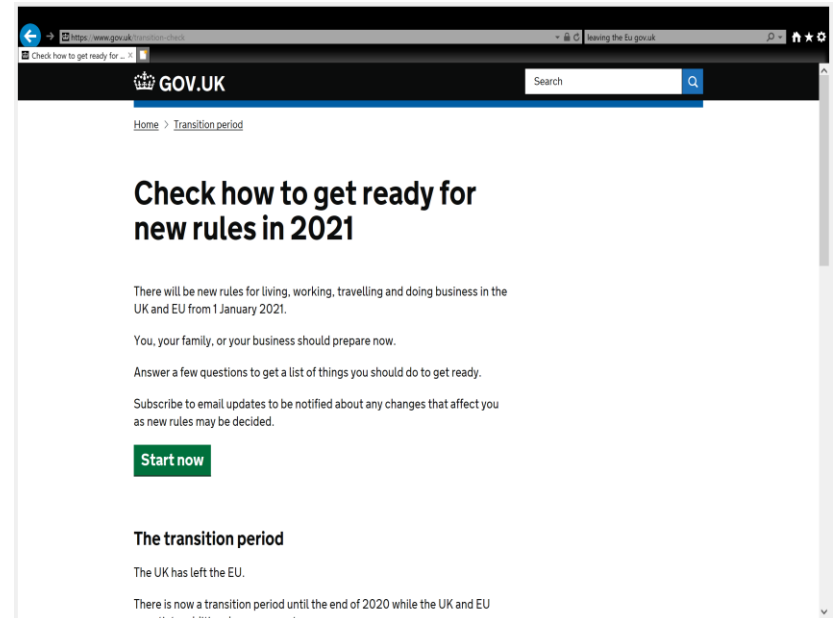 https://www.gov.uk/transition-check
leaving the Eu gov.uk
Check how to get ready for ...
GOV.UK
Search
Home > Transition period
Check how to get ready for
new rules in 2021
There will be new rules for living, working, travelling and doing business in the
UK and EU from 1 January 2021.
You, your family, or your business should prepare now.
Answer a few questions to get a list of things you should do to get ready.
Subscribe to email updates to be notified about any changes that affect you
as new rules may be decided.
Start now
The transition period
The UK has left the EU.
There is now a transition period until the end of 2020 while the UK and EU